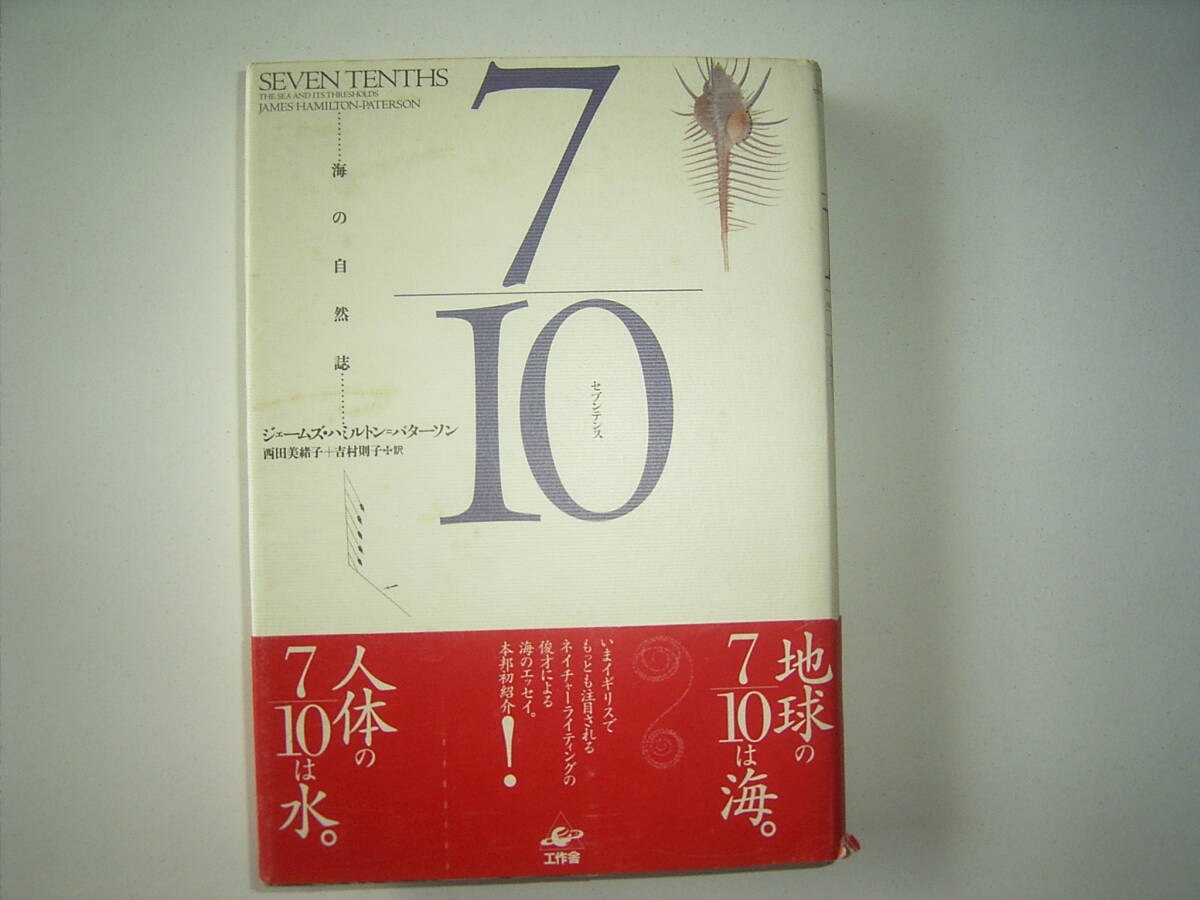 SEVEN TENTHS
THE SEA AND ITS THRESHOLDS
JAMES HAMILTON-PATERSON
海の自然誌
7
10
セブンテンス
ジェームズ・ハミルトン=パターソン
西田美緒子+吉村則子✢訳
地球の
7
10は海。
いまイギリスで
もっとも注目される
ネイチャーライティングの
俊才による
海のエッセイ。
本邦初紹介!
人体の
7
10は水。
工作舎